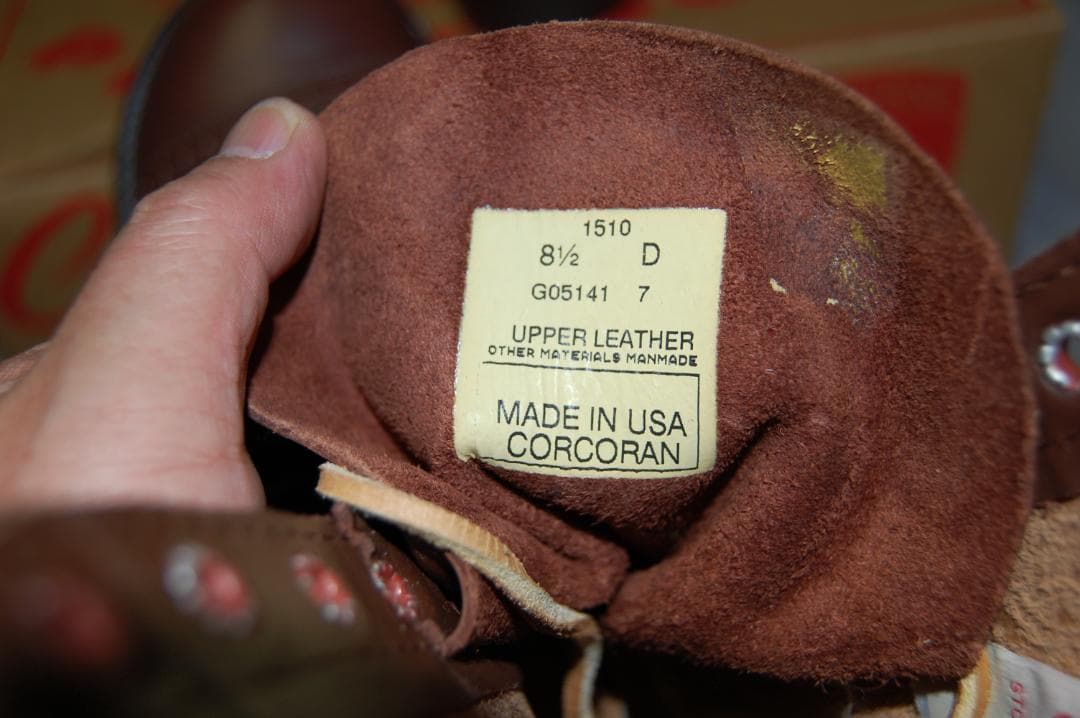 1510
8½ D
G05141 7
UPPER LEATHER
OTHER MATERIALS MANMADE
MADE IN USA
CORCORAN